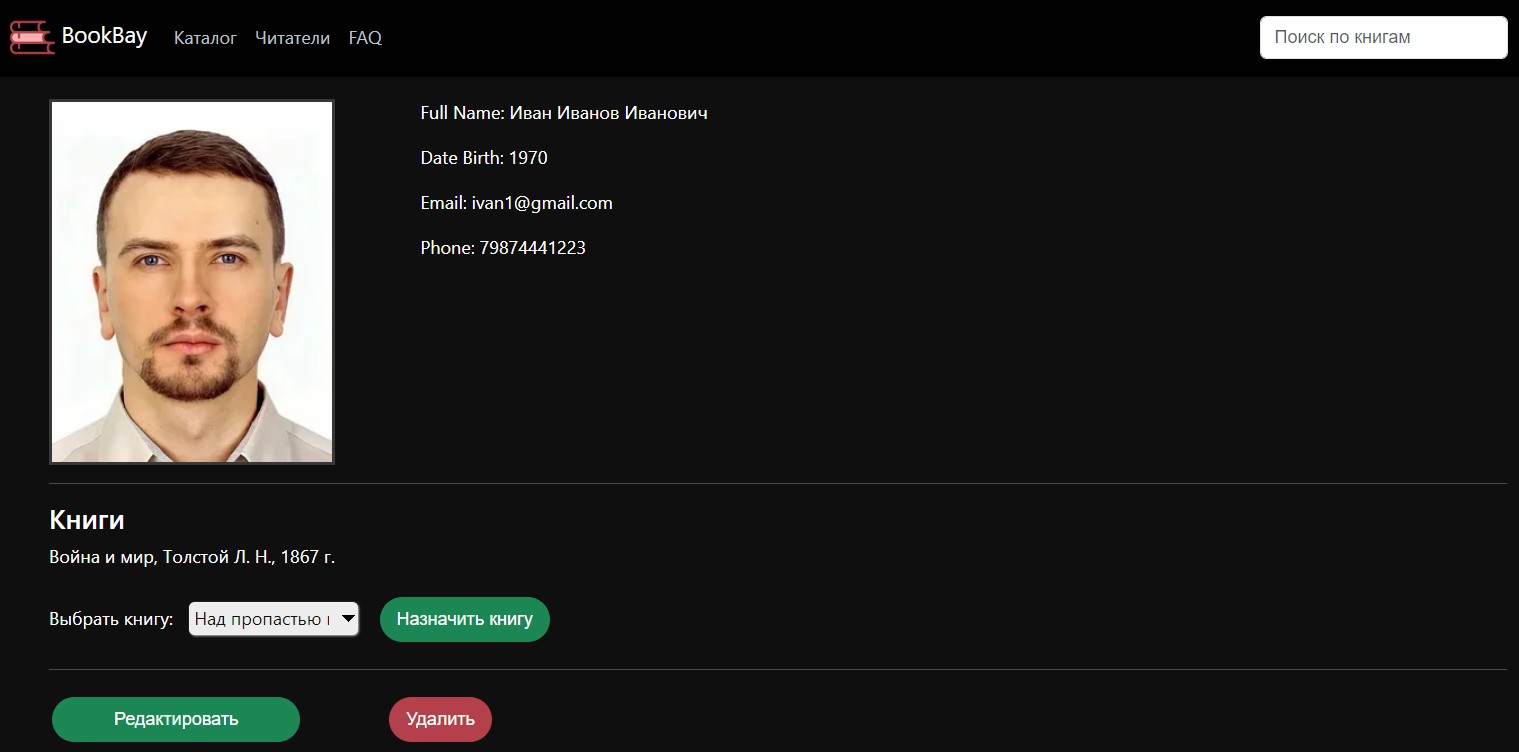 BookBay Каталог Читатели FAQ Поиск по книгам
Full Name: Иван Иванов Иванович
Date Birth: 1970
Email: ivan1@gmail.com
Phone: 79874441223
Книги
Война и мир, Толстой Л. Н., 1867 г.
Выбрать книгу: Над пропастью Назначить книгу
Редактировать Удалить